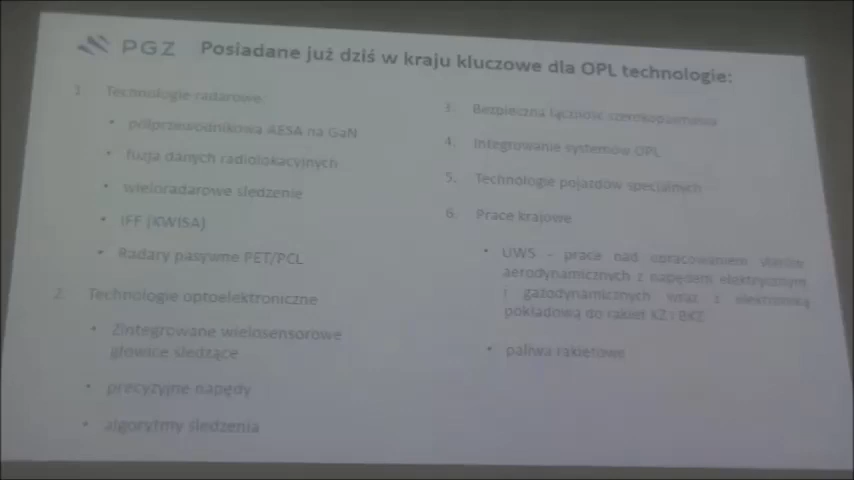 PGZ Posiadane już dziś w kraju kluczowe dla OPL technologie:
1. Technologie radarowe:
• półprzewodnikowa AESA na GaN
• fuzja danych radiolokacyjnych
• wieloradarowe śledzenie
• IFF (KWISA)
• Radary pasywne PET/PCL
2. Technologie optoelektroniczne
• Zintegrowane wielosensorowe
głowice śledzące
• precyzyjne napędy
• algorytmy śledzenia
3. Bezpieczna łączność szerokopasmowa
4. Integrowanie systemów OPL
5. Technologie pojazdów specjalnych
6. Prace krajowe
• UWS - prace nad opracowaniem sterów
aerodynamicznych z napędem elektrycznym
i gazodynamicznych wraz z elektroniką
pokładową do rakiet KZ i BKZ
• paliwa rakietowe